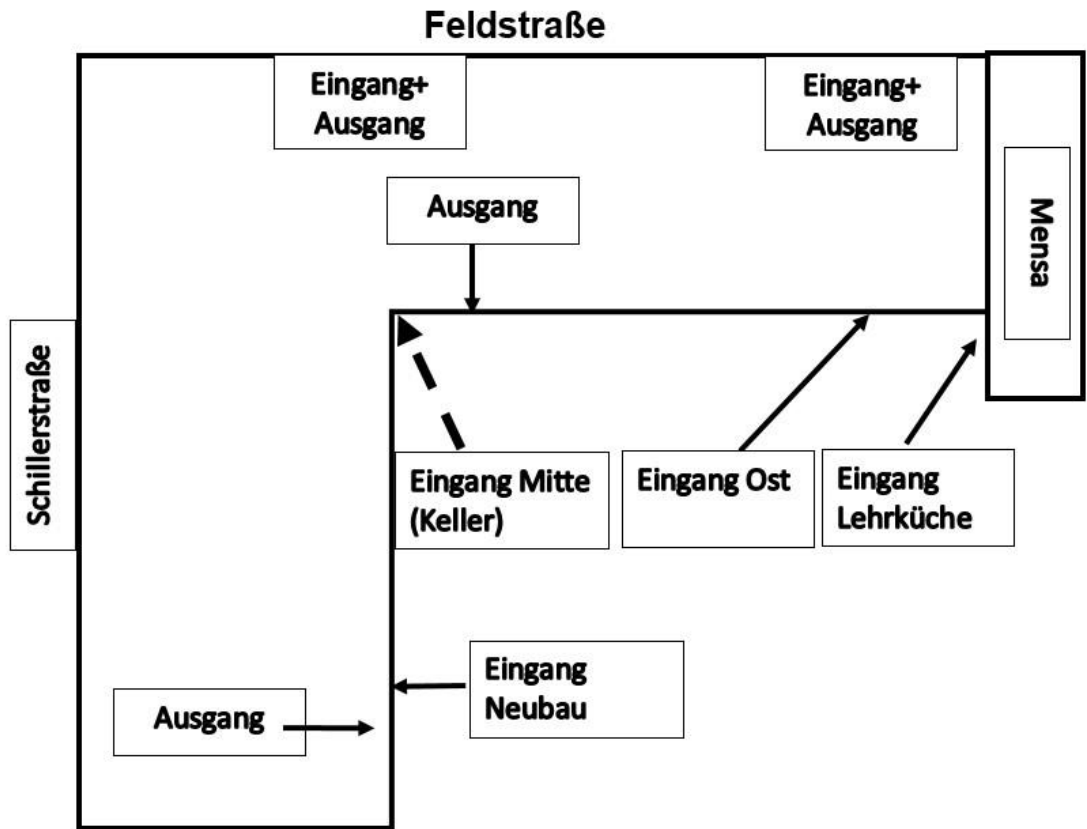 Feldstraße
Eingang+
Ausgang
Eingang+
Ausgang
Ausgang
Mensa
Schillerstraße
Eingang Mitte
(Keller)
Eingang Ost
Eingang
Lehrküche
Eingang
Neubau
Ausgang